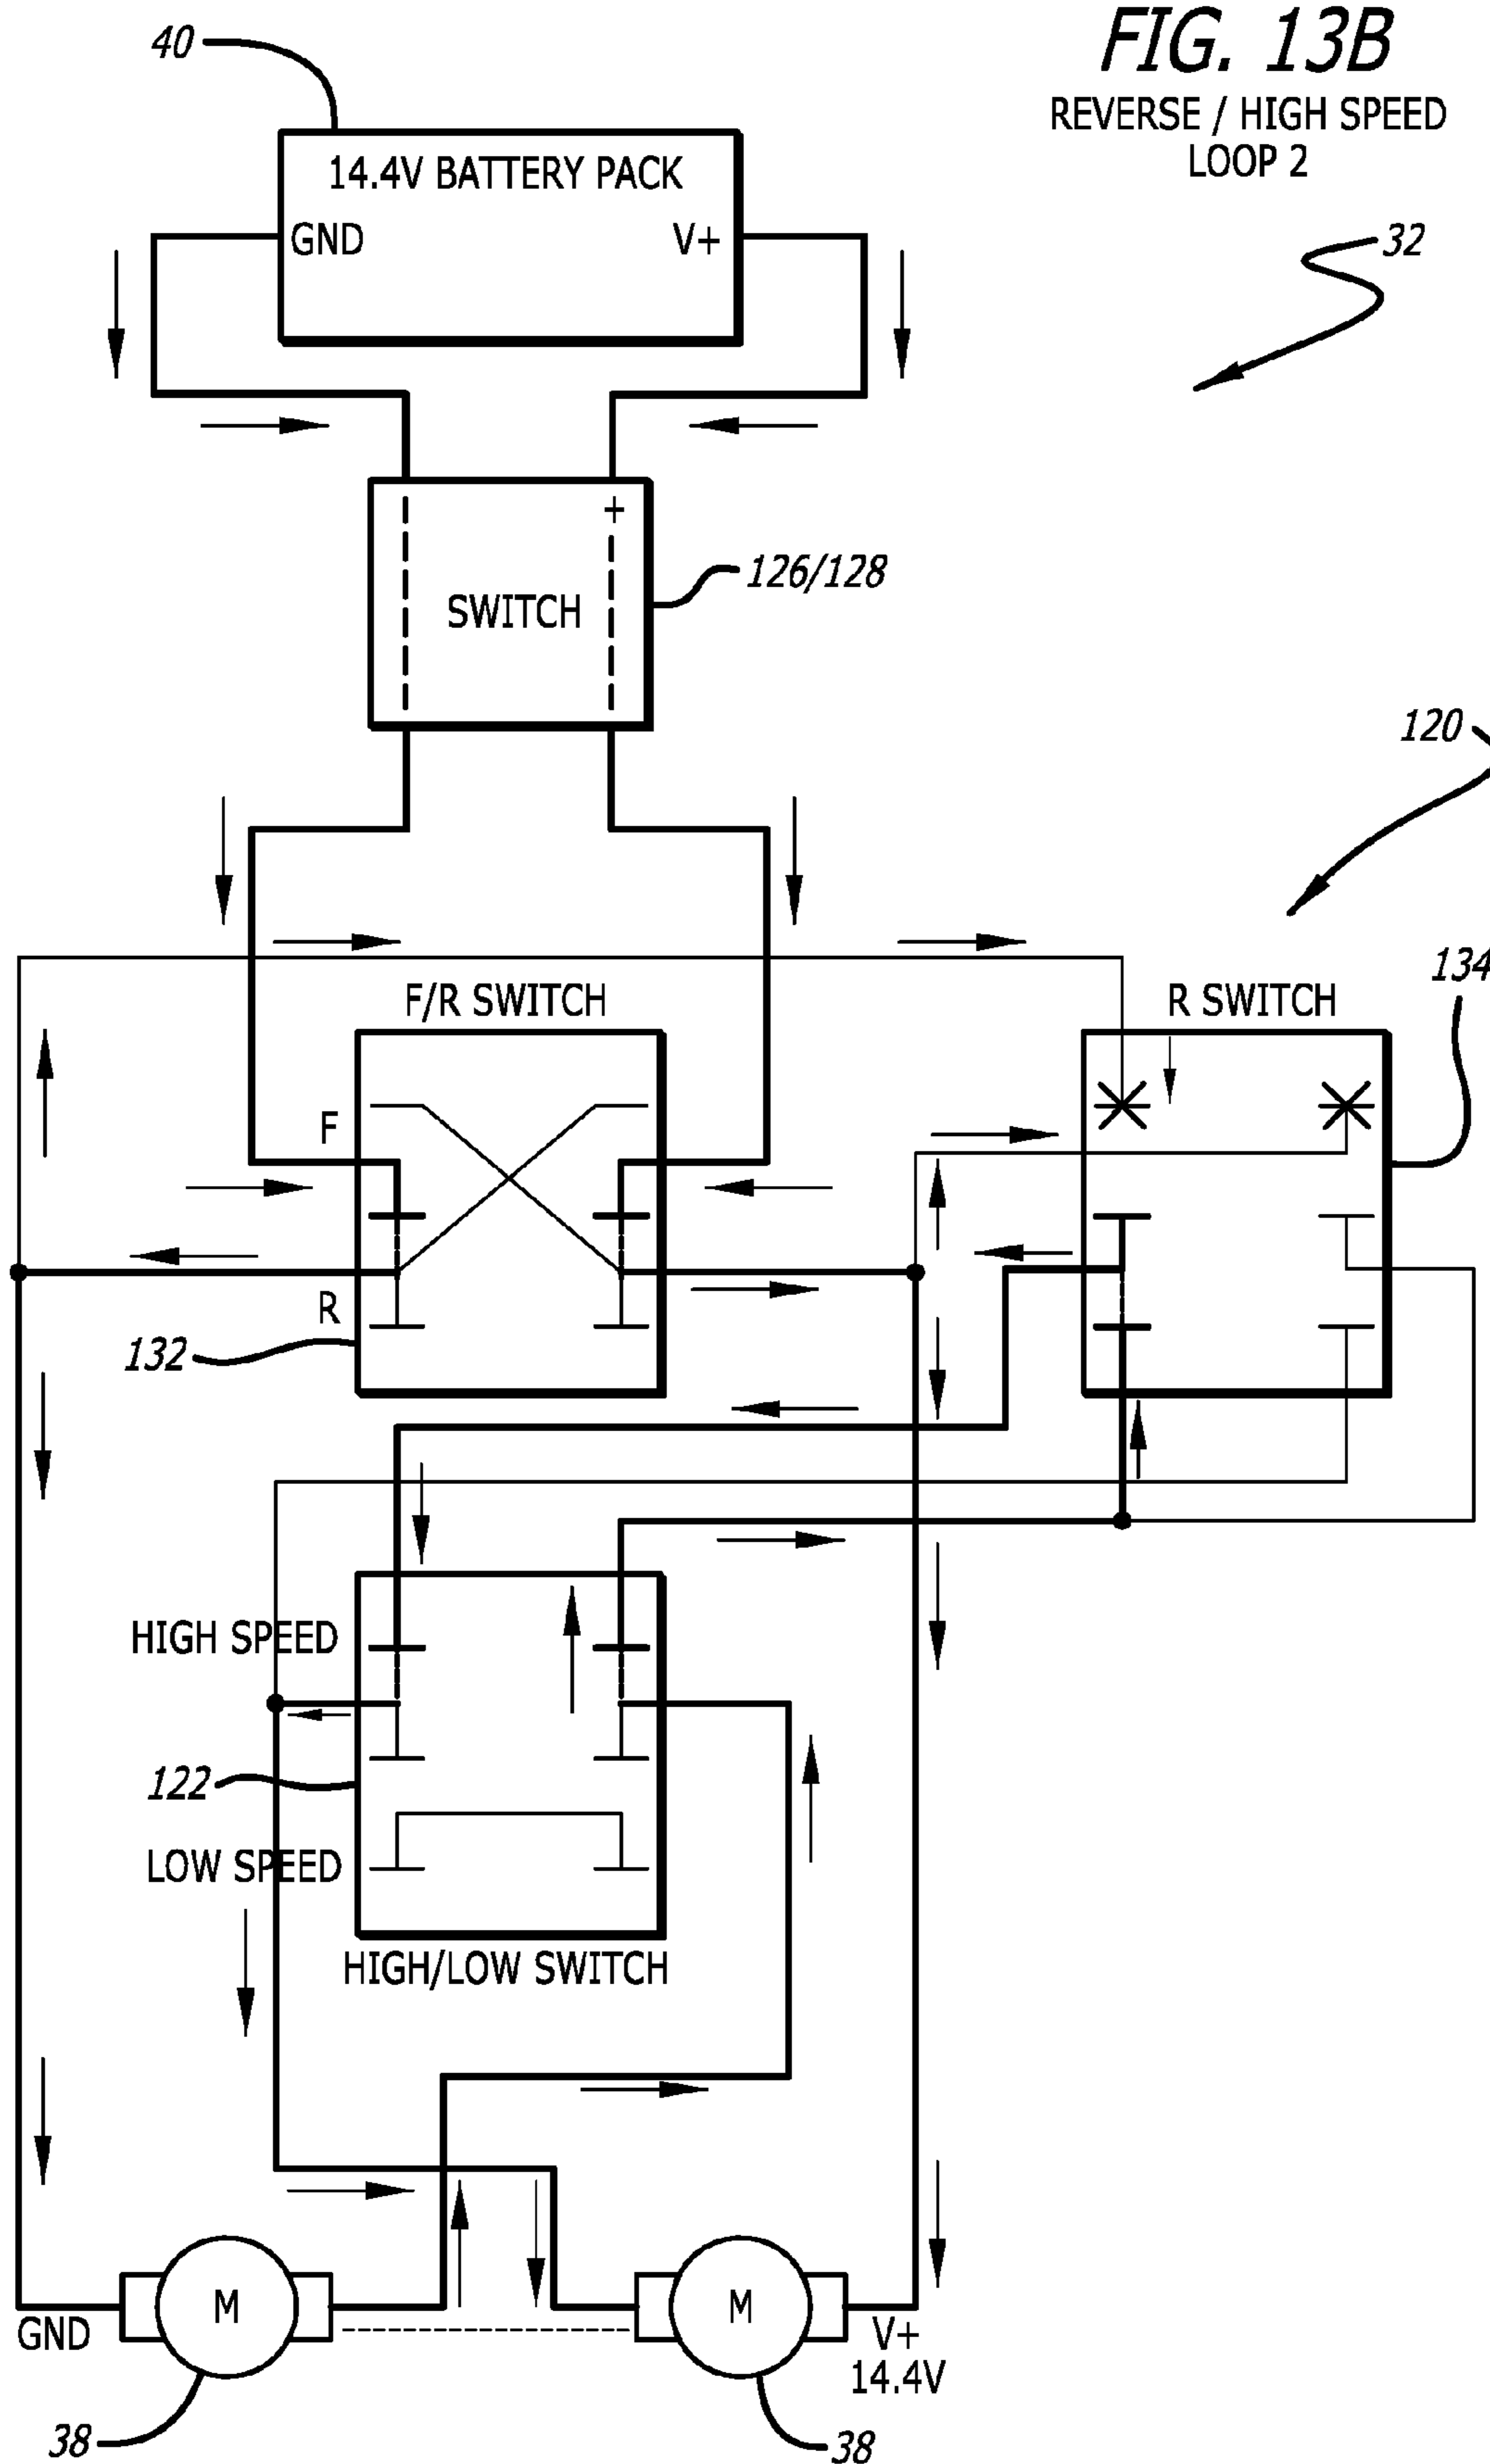 FIG. 13B
REVERSE / HIGH SPEED
LOOP 2
40
14.4V BATTERY PACK
GND V+
32
+
SWITCH
126/128
120
134
F/R SWITCH
R SWITCH
F
R
132
HIGH SPEED
122
LOW SPEED
HIGH/LOW SWITCH
M
M
GND
V+
14.4V
38
38